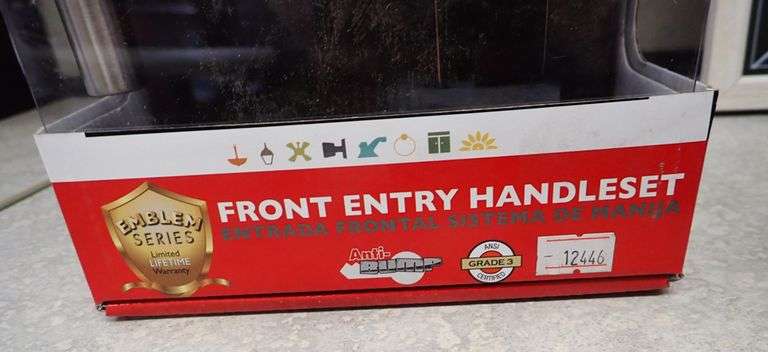 EMBLEM
SERIES
Limited
LIFETIME
Warranty
FRONT ENTRY HANDLESET
ENTRADA FRONTAL SISTEMA DE MANIJA
Anti-
BUMP
ANSI
GRADE 3
CERTIFIED
- 12446